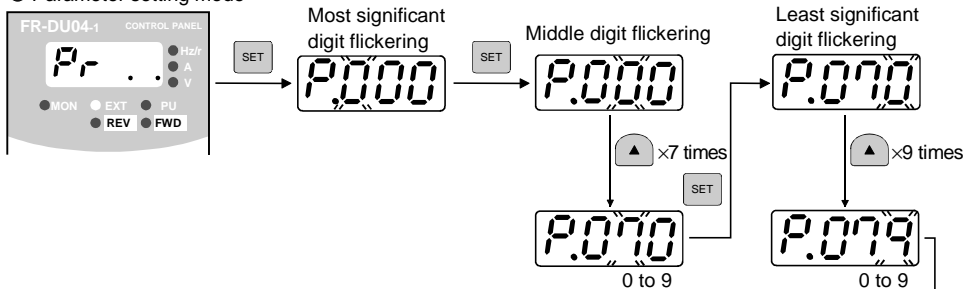 Parameter setting mode
FR-DU04-1 CONTROL PANEL
Pr . .
Hz/r
A
V
MON EXT PU
REV FWD
SET
Most significant
digit flickering
P.000
SET
Middle digit flickering
P.000
▲ ×7 times
P.070
0 to 9
SET
Least significant
digit flickering
P.070
▲ ×9 times
P.079
0 to 9